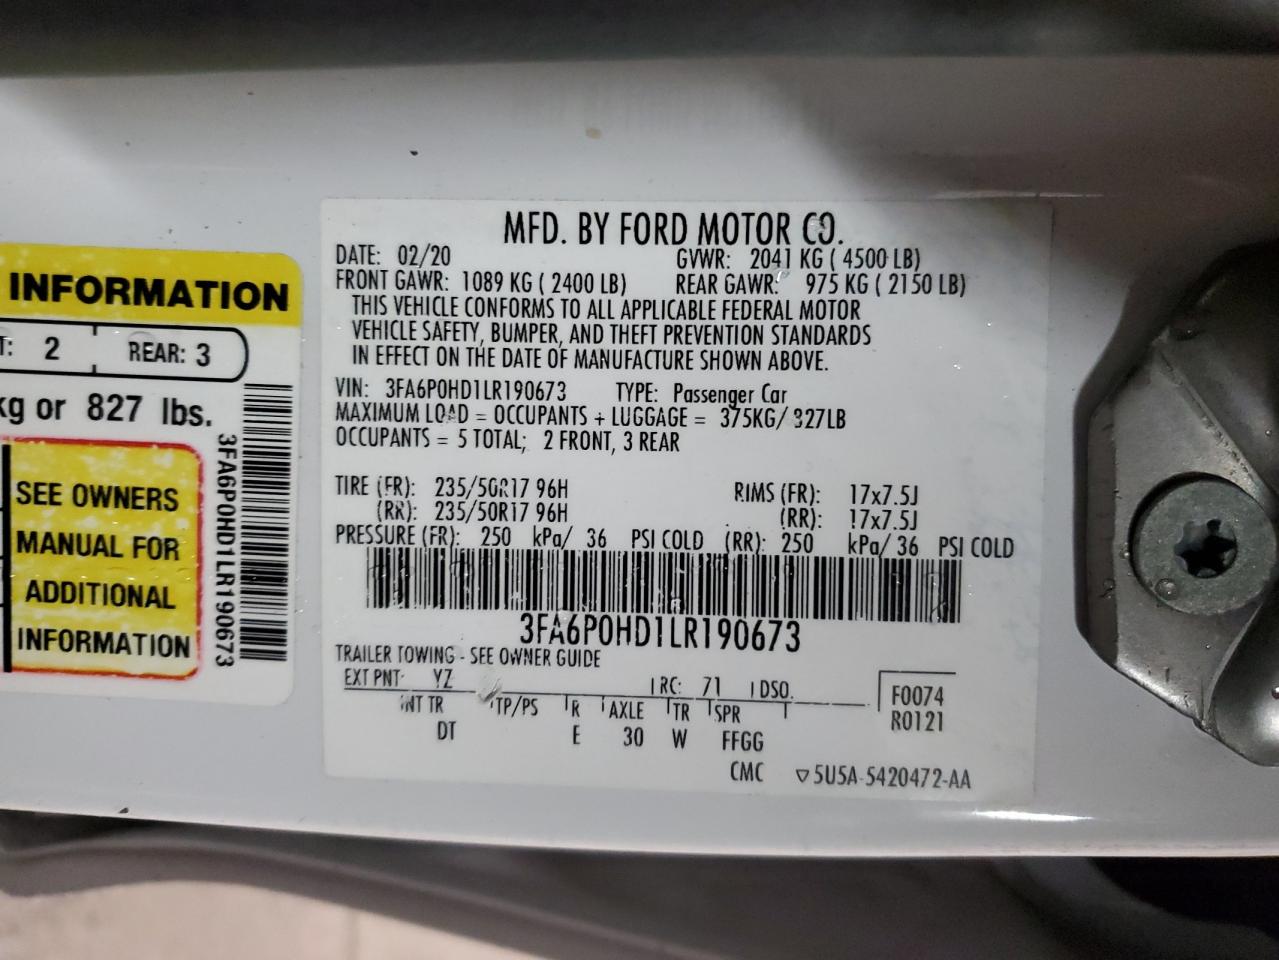 INFORMATION
T: 2 REAR: 3
kg or 827 lbs.
SEE OWNERS
MANUAL FOR
ADDITIONAL
INFORMATION
3FA6P0HD1LR190673
MFD. BY FORD MOTOR CO.
DATE: 02/20 GVWR: 2041 KG ( 4500 LB)
FRONT GAWR: 1089 KG ( 2400 LB) REAR GAWR: 975 KG ( 2150 LB)
THIS VEHICLE CONFORMS TO ALL APPLICABLE FEDERAL MOTOR
VEHICLE SAFETY, BUMPER, AND THEFT PREVENTION STANDARDS
IN EFFECT ON THE DATE OF MANUFACTURE SHOWN ABOVE.
VIN: 3FA6P0HD1LR190673 TYPE: Passenger Car
MAXIMUM LOAD = OCCUPANTS + LUGGAGE = 375KG/ 827LB
OCCUPANTS = 5 TOTAL; 2 FRONT, 3 REAR
TIRE (FR): 235/50R17 96H RIMS (FR): 17x7.5J
(RR): 235/50R17 96H (RR): 17x7.5J
PRESSURE (FR): 250 kPa/ 36 PSI COLD (RR): 250 kPa/ 36 PSI COLD
3FA6P0HD1LR190673
TRAILER TOWING - SEE OWNER GUIDE
EXT PNT: YZ RC: 71 DSO: F0074
INT TR TP/PS R AXLE TR SPR R0121
DT E 30 W FFGG
CMC ▽5U5A-5420472-AA